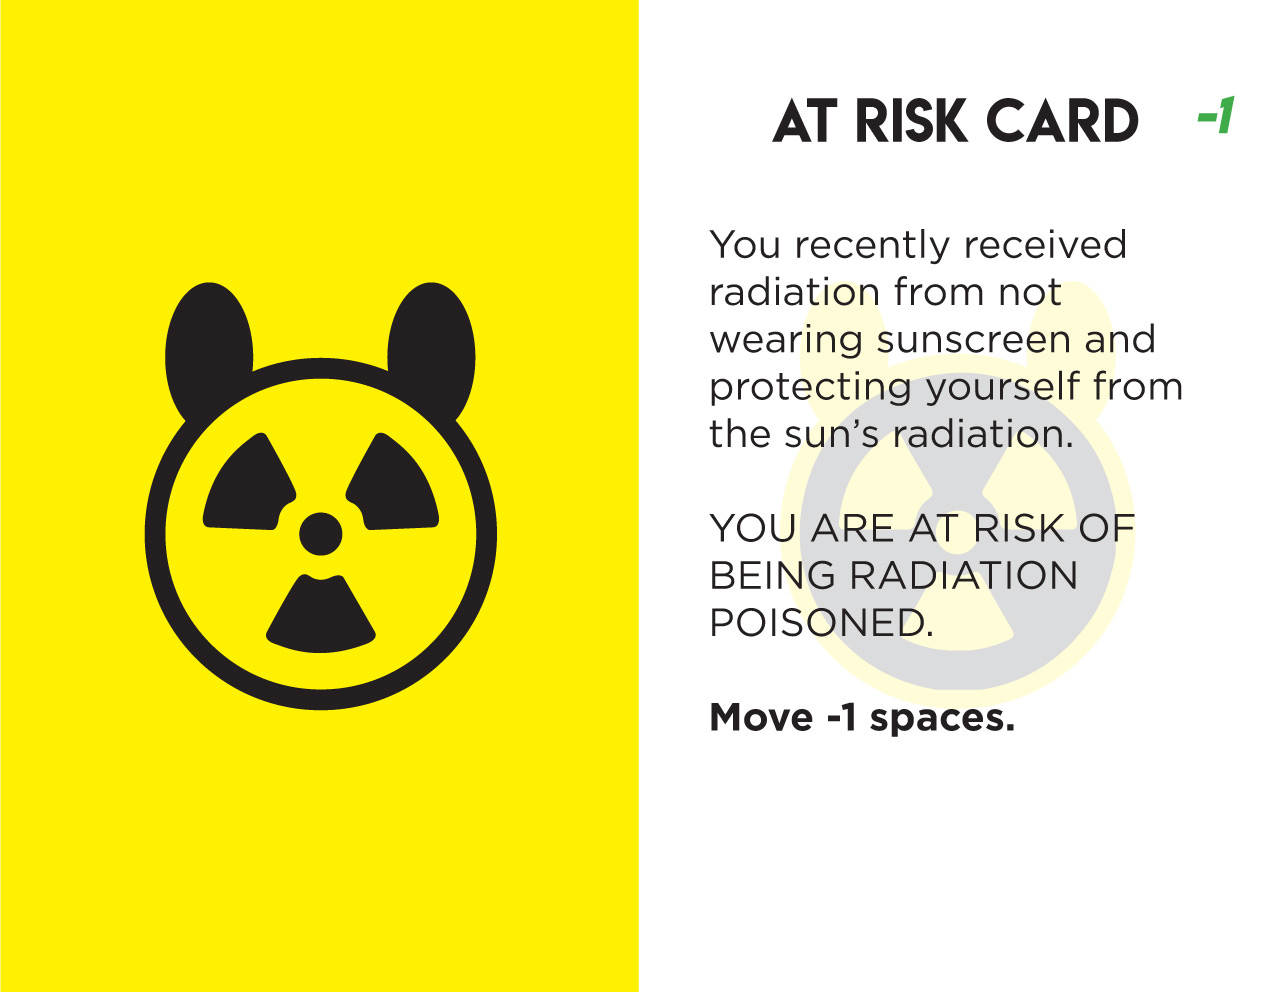 AT RISK CARD -1
You recently received
radiation from not
wearing sunscreen and
protecting yourself from
the sun’s radiation.
YOU ARE AT RISK OF
BEING RADIATION
POISONED.
Move -1 spaces.